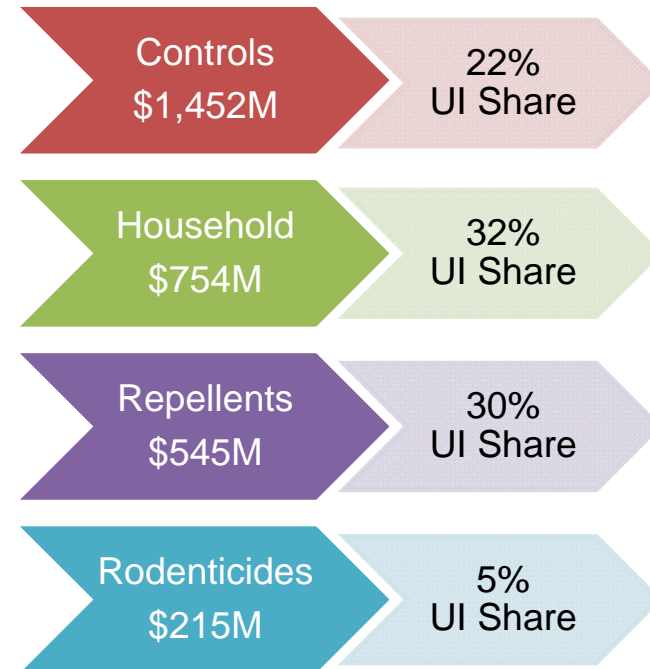 Controls
$1,452M
22%
UI Share
Household
$754M
32%
UI Share
Repellents
$545M
30%
UI Share
Rodenticides
$215M
5%
UI Share